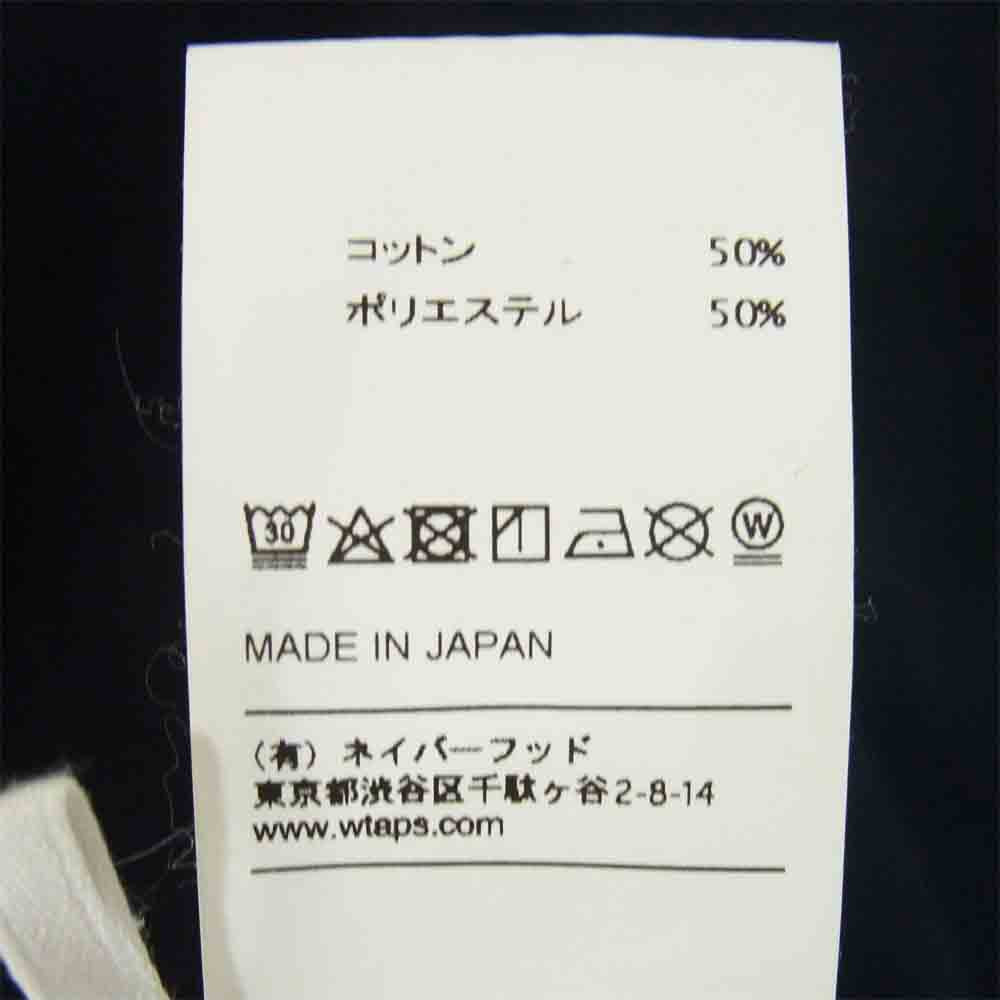 コットン 50%
ポリエステル 50%
30 W
MADE IN JAPAN
(有) ネイバーフッド
東京都渋谷区千駄ヶ谷2-8-14
www.wtaps.com